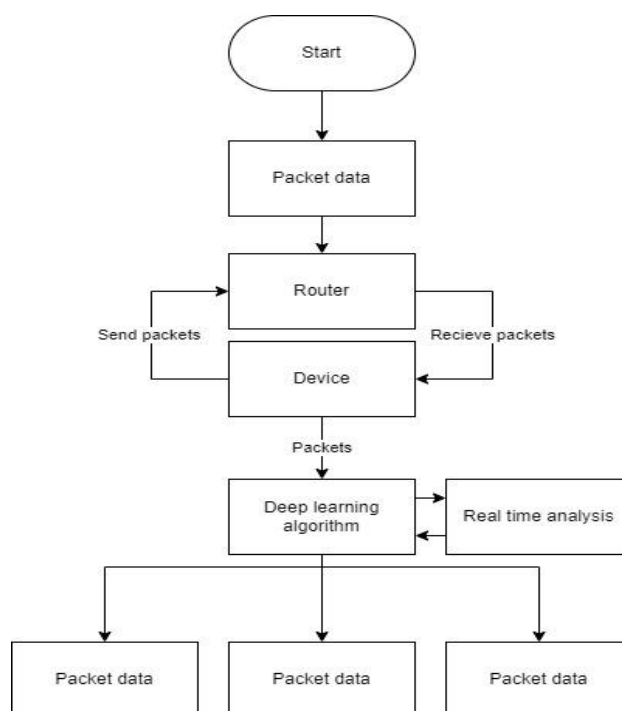 Start
Packet data
Router
Send packets
Recieve packets
Device
Packets
Deep learning
algorithm
Real time analysis
Packet data
Packet data
Packet data